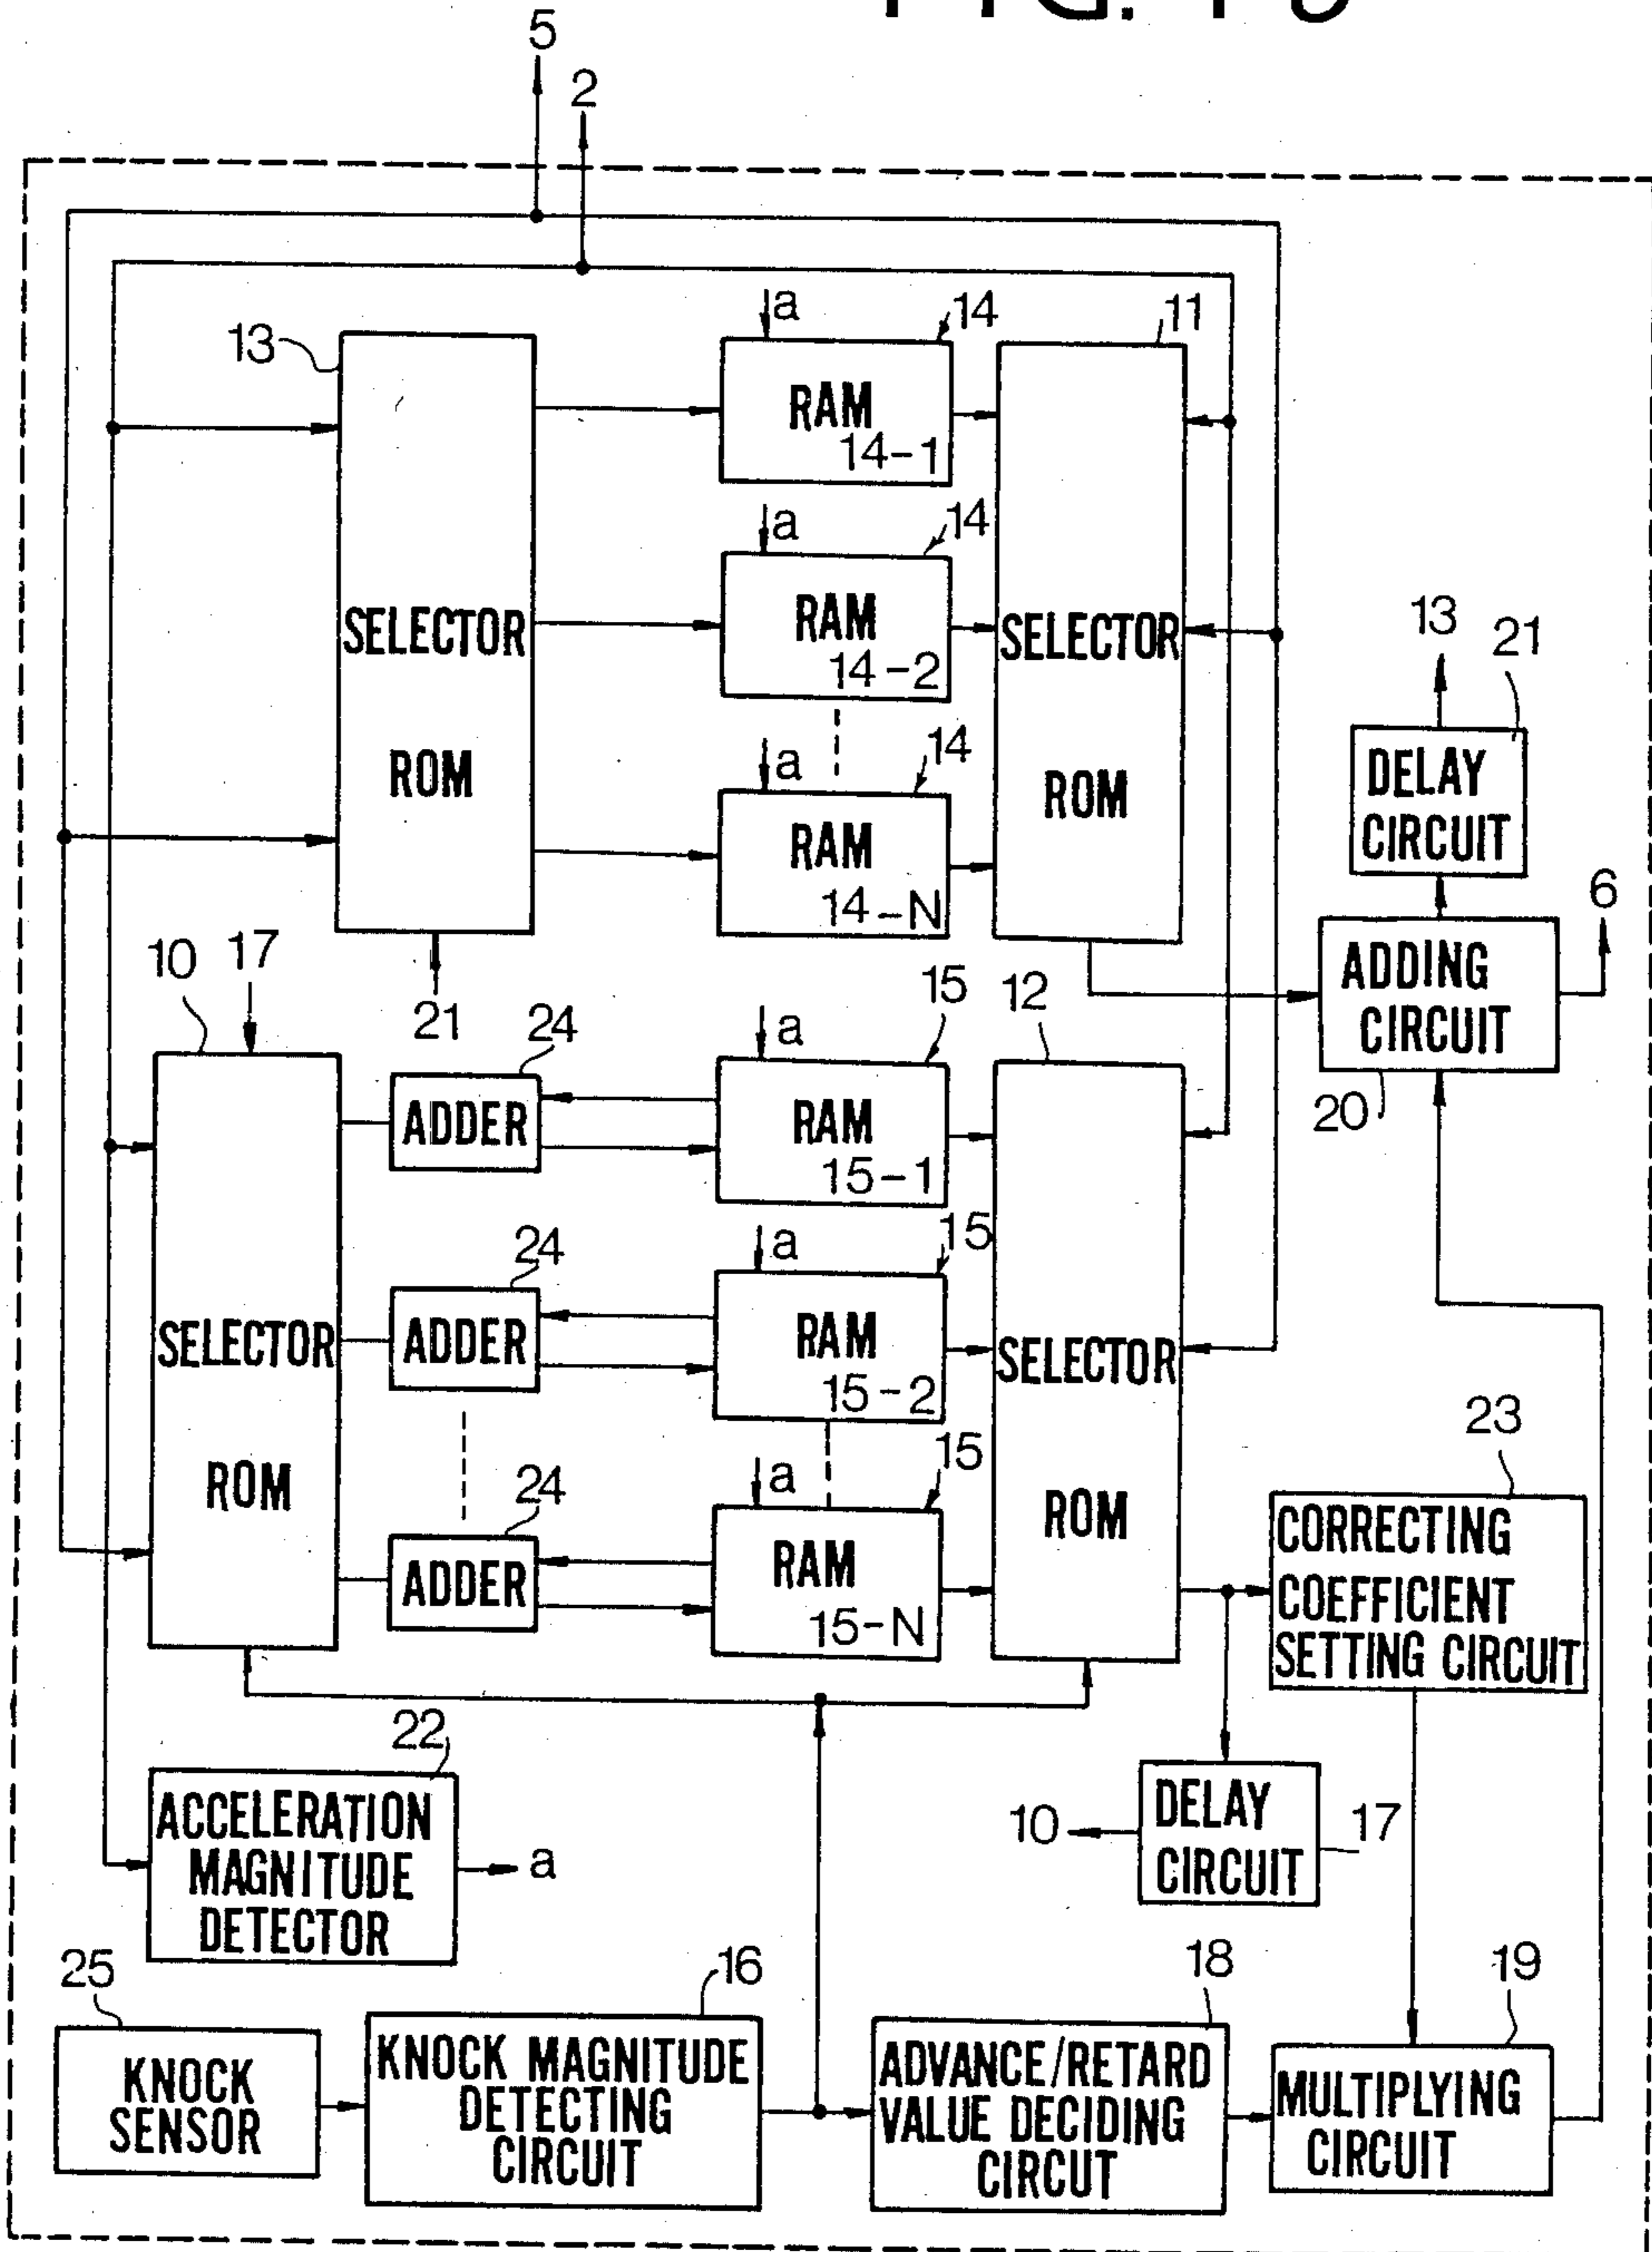 5
2
13
a
14
11
RAM
14-1
a
14
SELECTOR
ROM
RAM
14-2
SELECTOR
ROM
a
14
RAM
14-N
13
21
DELAY
CIRCUIT
6
ADDING
CIRCUIT
20
10
17
21
24
ADDER
a
15
12
RAM
15-1
24
ADDER
a
15
SELECTOR
ROM
RAM
15-2
SELECTOR
ROM
24
ADDER
a
15
RAM
15-N
23
CORRECTING
COEFFICIENT
SETTING CIRCUIT
22
ACCELERATION
MAGNITUDE
DETECTOR
a
10
DELAY
CIRCUIT
17
25
KNOCK
SENSOR
16
KNOCK MAGNITUDE
DETECTING
CIRCUIT
18
ADVANCE/RETARD
VALUE DECIDING
CIRCUT
19
MULTIPLYING
CIRCUIT